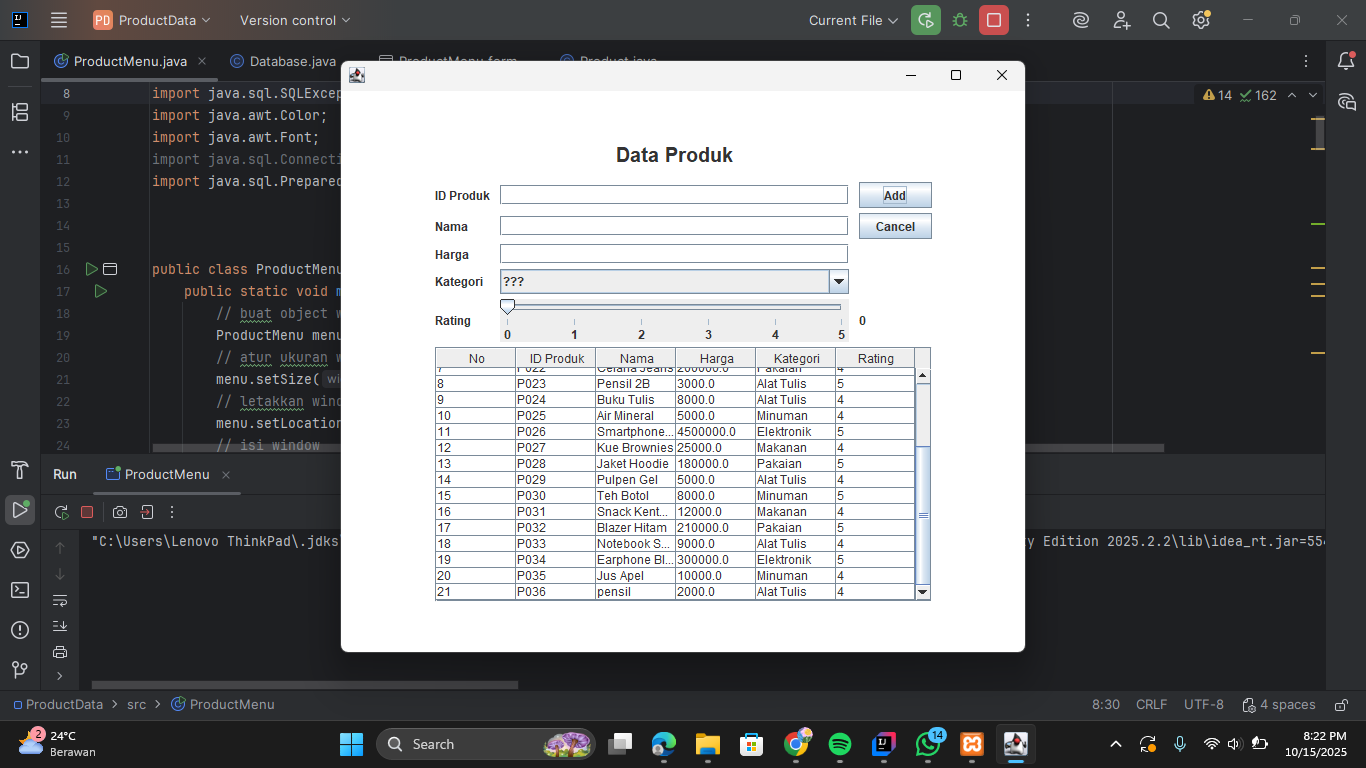 PD ProductData Version control Current File
ProductMenu.java Database.java
8 import java.sql.SQLExcep 14 162
9 import java.awt.Color;
10 import java.awt.Font;
11 import java.sql.Connecti
12 import java.sql.Prepared
13
14
15
16 public class ProductMenu
17 public static void m
18 // buat object w
19 ProductMenu menu
20 // atur ukuran w
21 menu.setSize( wi
22 // letakkan wind
23 menu.setLocation
24 // isi window
Data Produk
ID Produk Add
Nama Cancel
Harga
Kategori ???
Rating 0
0 1 2 3 4 5
No ID Produk Nama Harga Kategori Rating
7 P022 Celana Jeans 200000.0 Pakaian 4
8 P023 Pensil 2B 3000.0 Alat Tulis 5
9 P024 Buku Tulis 8000.0 Alat Tulis 4
10 P025 Air Mineral 5000.0 Minuman 4
11 P026 Smartphone... 4500000.0 Elektronik 5
12 P027 Kue Brownies 25000.0 Makanan 4
13 P028 Jaket Hoodie 180000.0 Pakaian 5
14 P029 Pulpen Gel 5000.0 Alat Tulis 4
15 P030 Teh Botol 8000.0 Minuman 5
16 P031 Snack Kent... 12000.0 Makanan 4
17 P032 Blazer Hitam 210000.0 Pakaian 5
18 P033 Notebook S... 9000.0 Alat Tulis 4
19 P034 Earphone Bl... 300000.0 Elektronik 5
20 P035 Jus Apel 10000.0 Minuman 4
21 P036 pensil 2000.0 Alat Tulis 4
Run ProductMenu
"C:\Users\Lenovo ThinkPad\.jdks y Edition 2025.2.2\lib\idea_rt.jar=554
ProductData > src > ProductMenu 8:30 CRLF UTF-8 4 spaces
2 24°C
Berawan
Search
14
8:22 PM
10/15/2025